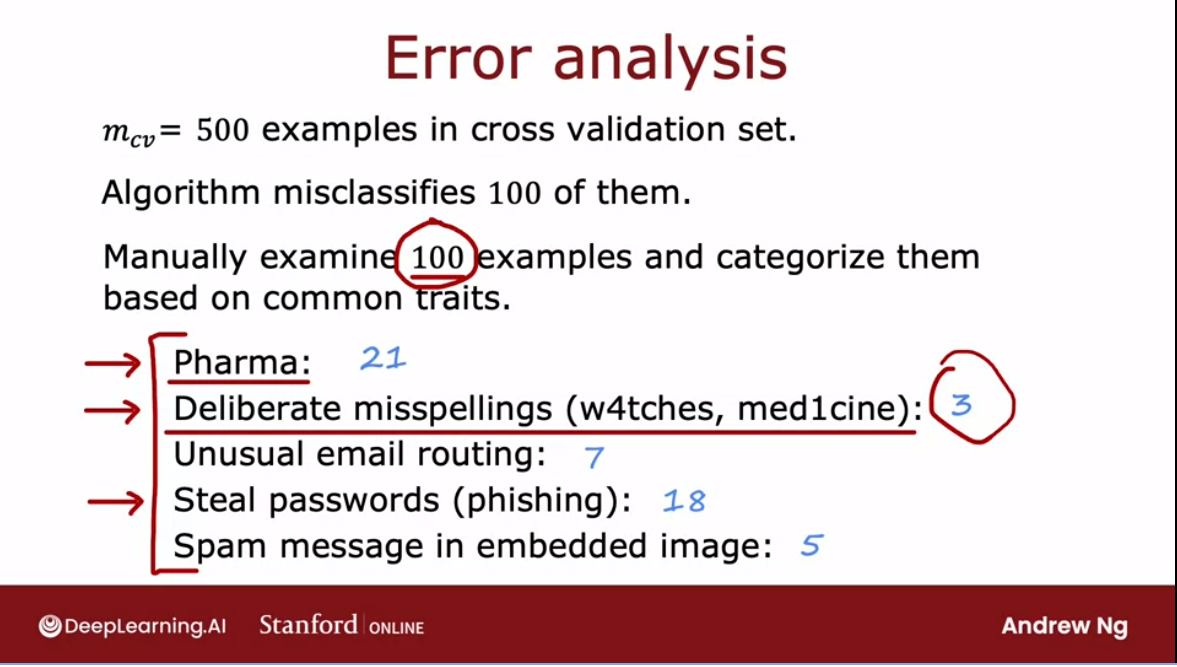 Error analysis
m_cv = 500 examples in cross validation set.
Algorithm misclassifies 100 of them.
Manually examine 100 examples and categorize them
based on common traits.
Pharma: 21
Deliberate misspellings (w4tches, med1cine): 3
Unusual email routing: 7
Steal passwords (phishing): 18
Spam message in embedded image: 5
DeepLearning.AI Stanford | ONLINE Andrew Ng